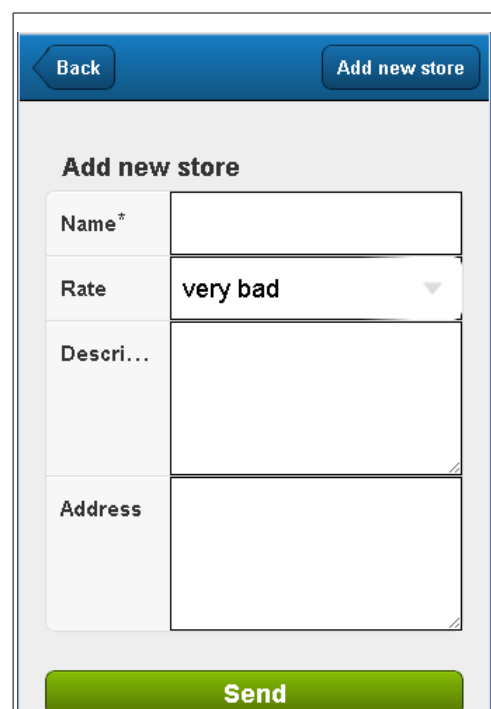 Back
Add new store
Add new store
Name*
Rate
very bad
Descri...
Address
Send